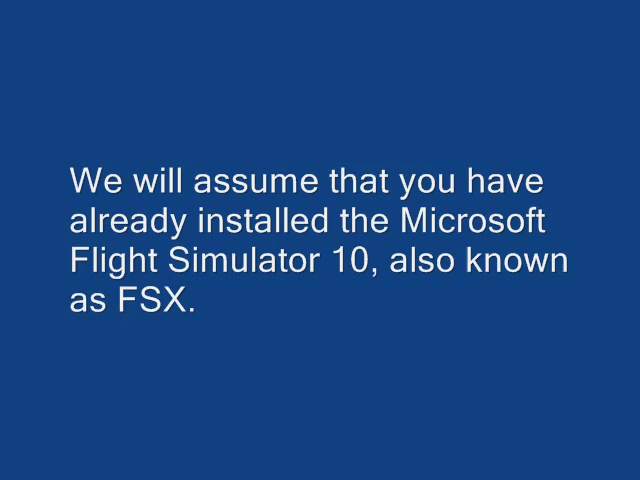 We will assume that you have
already installed the Microsoft
Flight Simulator 10, also known
as FSX.